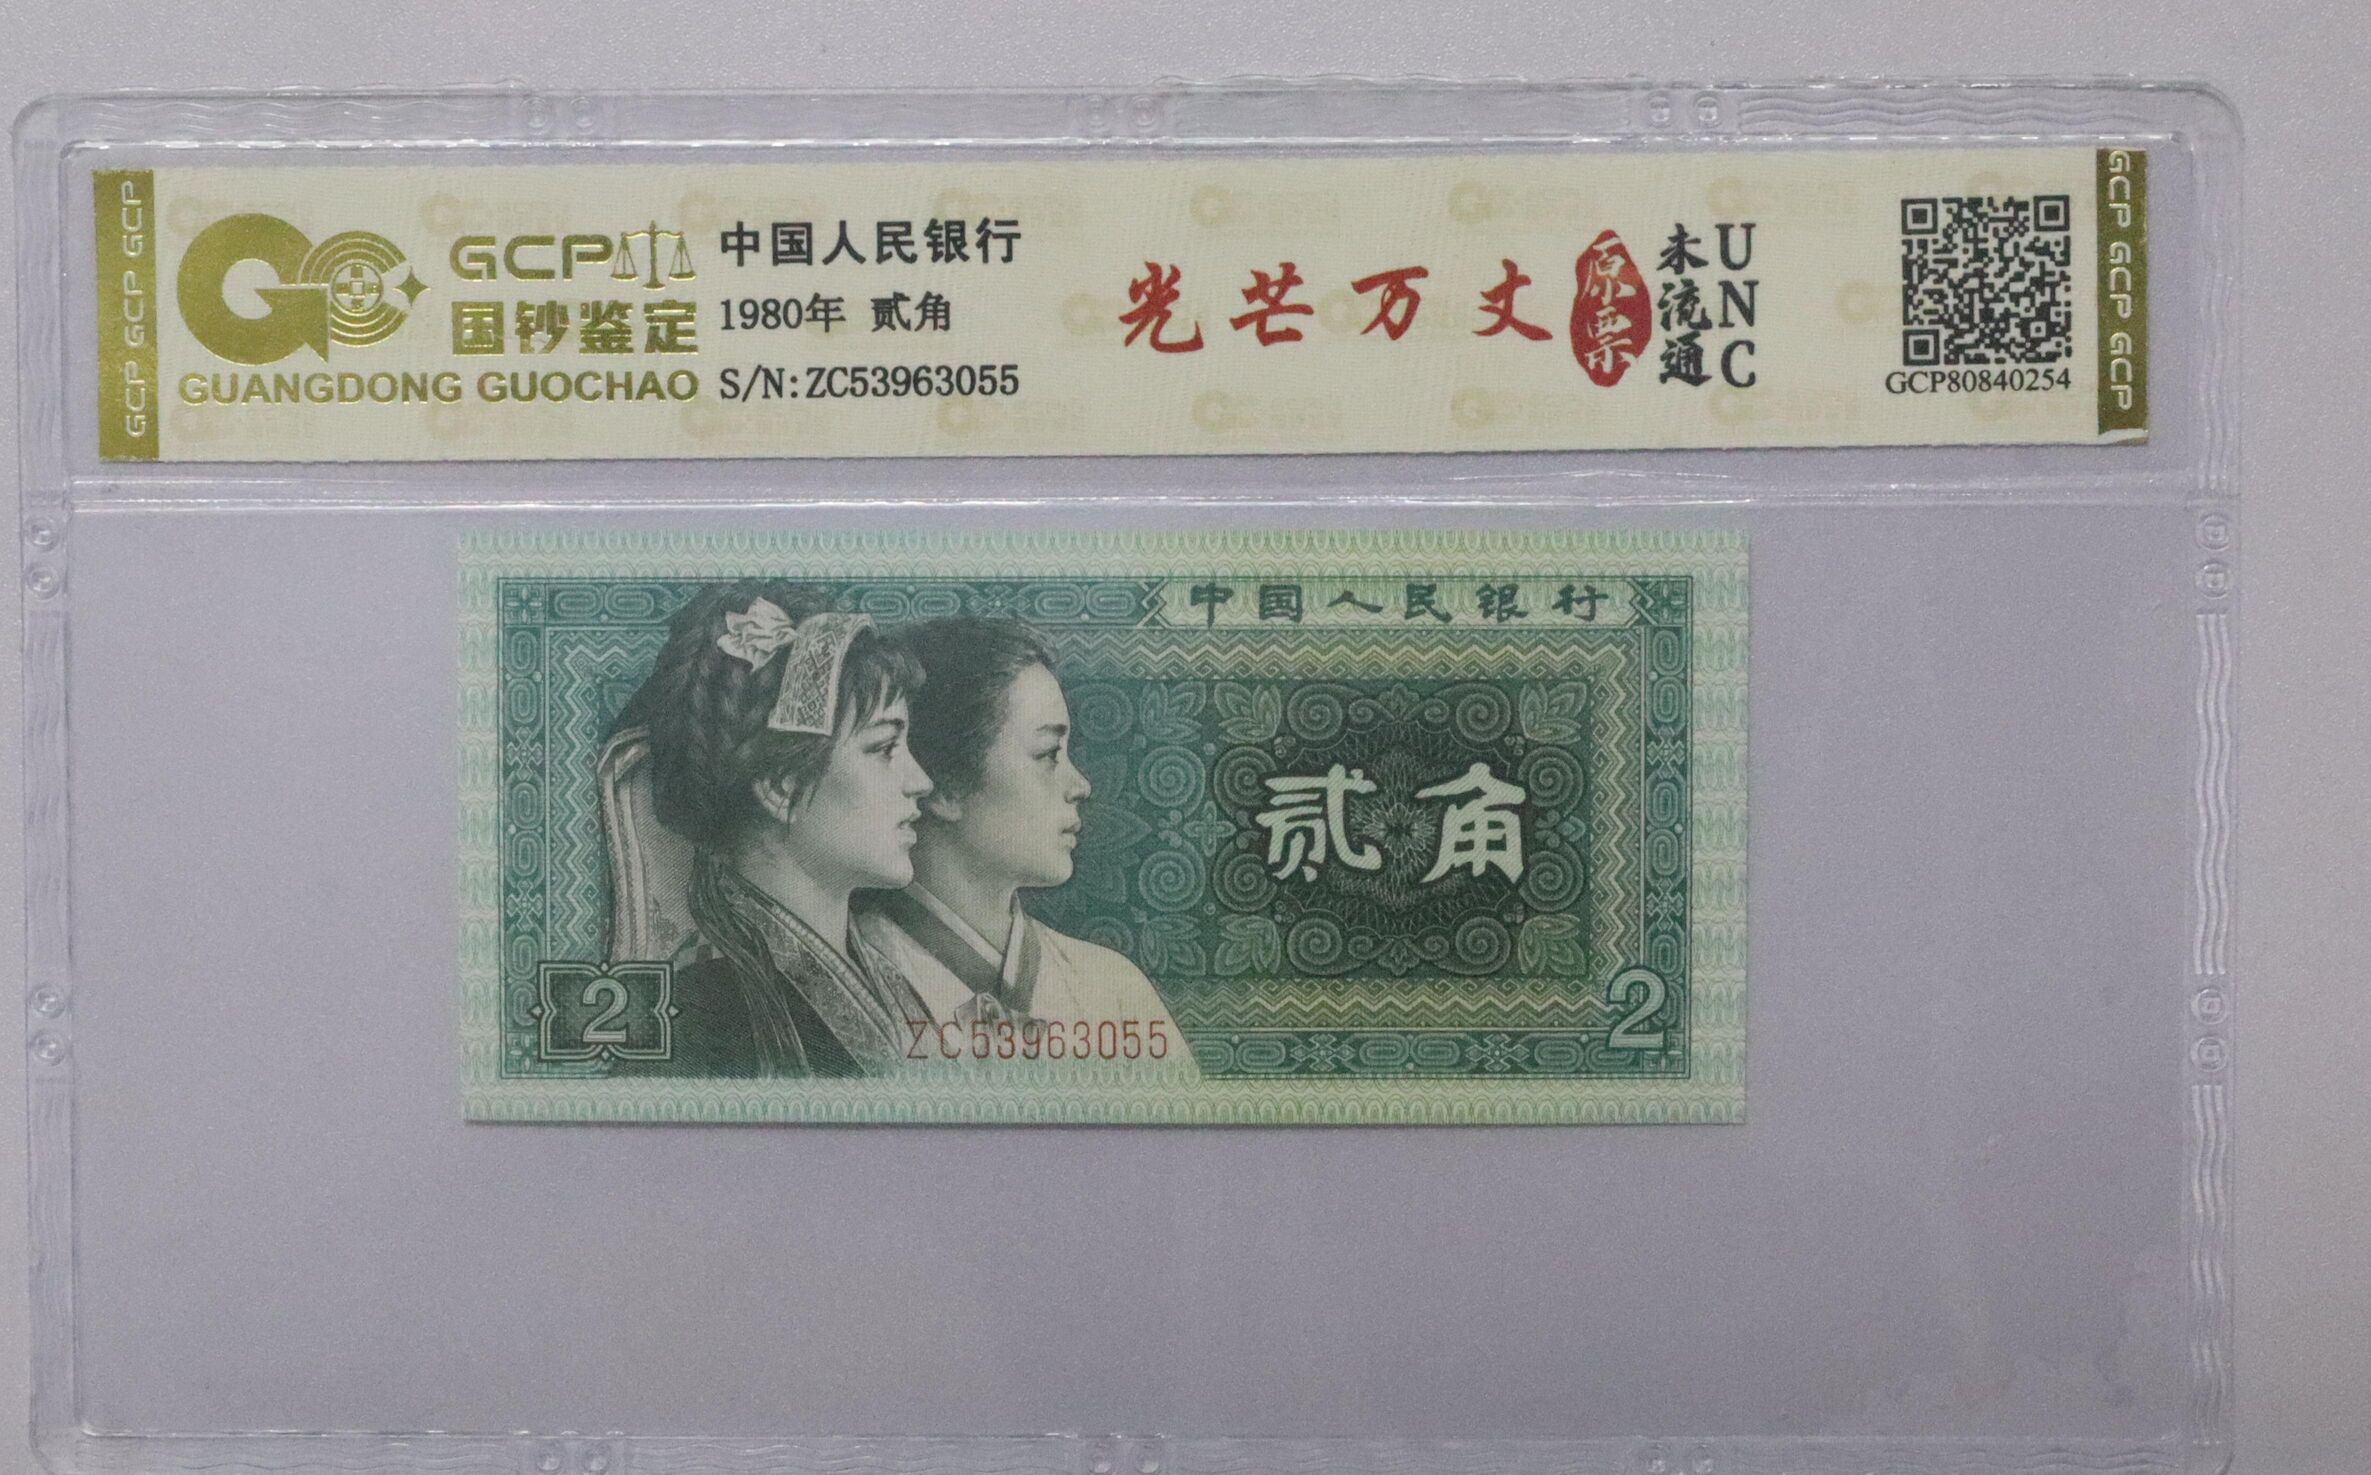 GCP GCP GCP
GCP
国钞鉴定
GUANGDONG GUOCHAO
中国人民银行
1980年 贰角
S/N:ZC53963055
光芒万丈
原票
未流通
UNC
GCP80840254
GCP GCP GCP
中国人民银行
贰角
2
ZC53963055
2